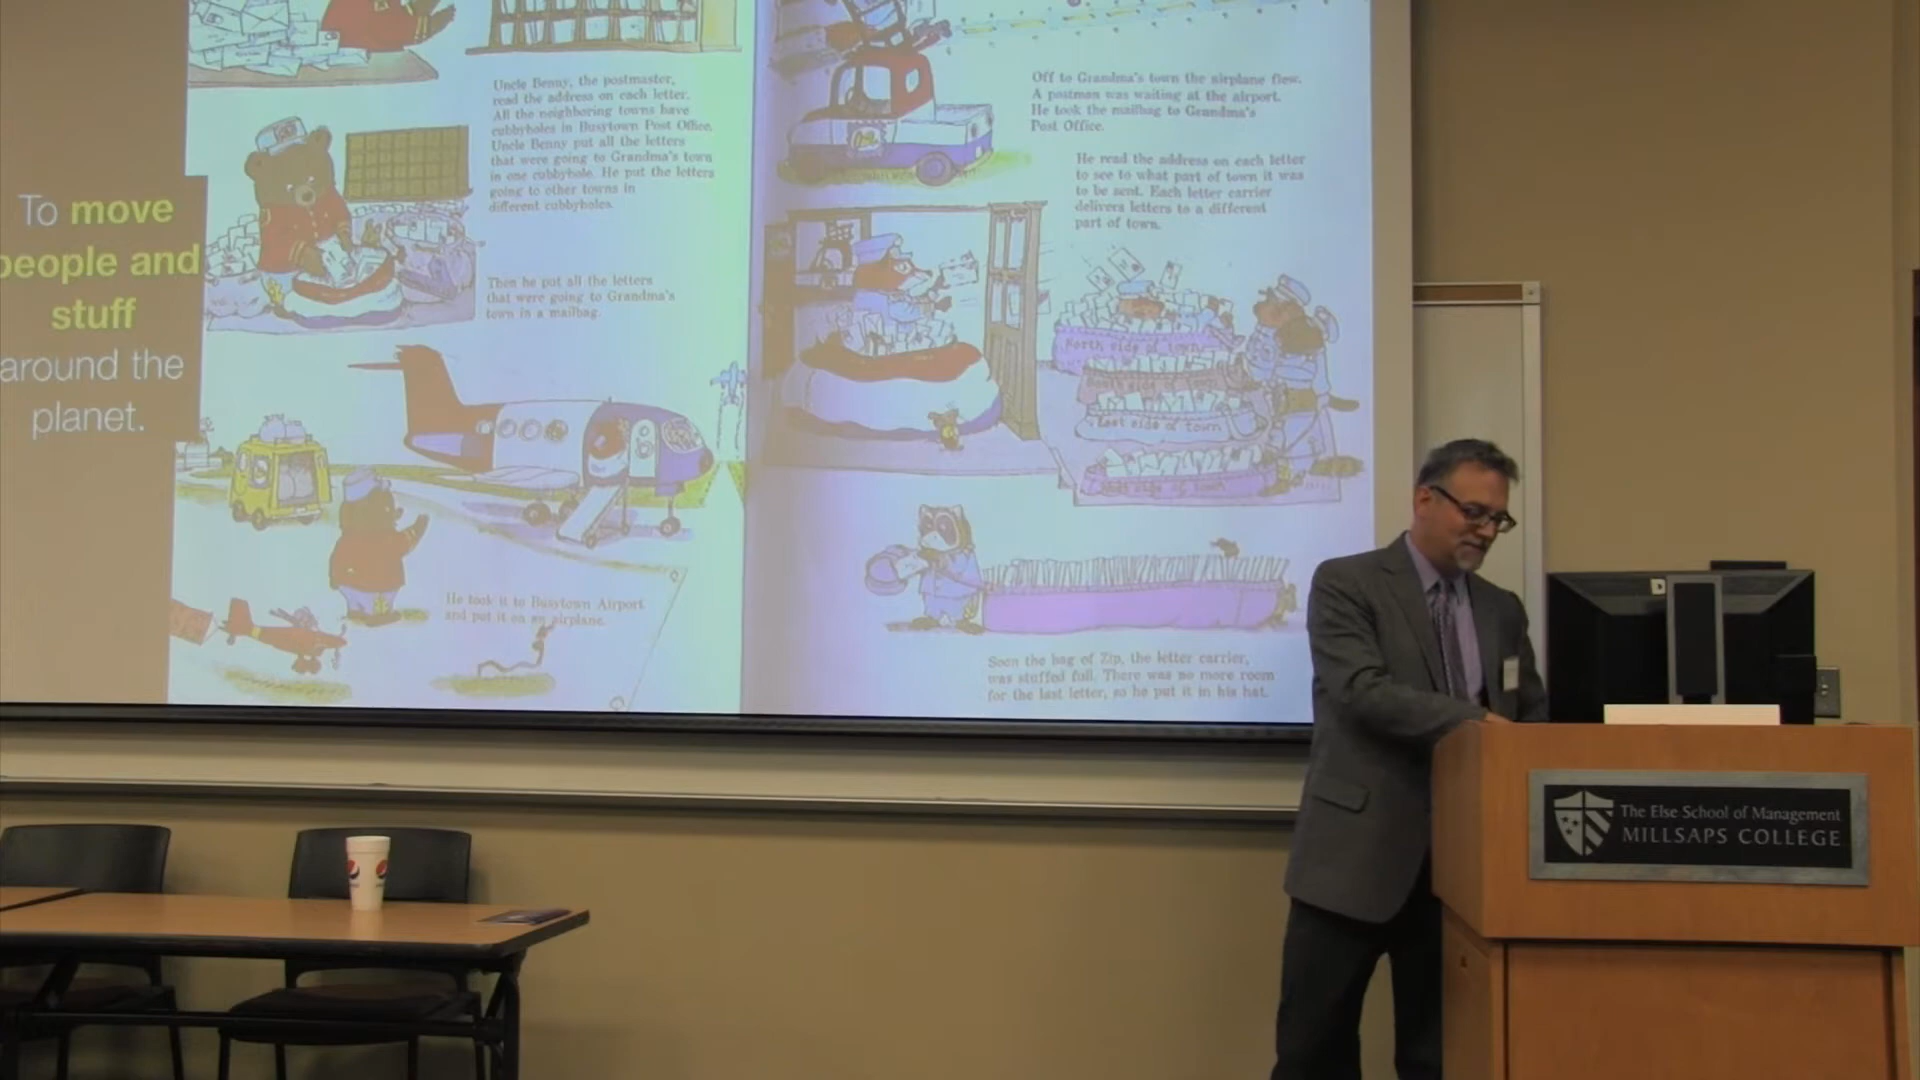 To move
people and
stuff
around the
planet.
Uncle Benny, the postmaster,
read the address on each letter.
All the neighboring towns have
cubbyholes in Busytown Post Office.
Uncle Benny put all the letters
that were going to Grandma's town
in one cubbyhole. He put the letters
going to other towns in
different cubbyholes.
Then he put all the letters
that were going to Grandma's
town in a mailbag.
He took it to Busytown Airport
and put it on an airplane.
Off to Grandma's town the airplane flew.
A postman was waiting at the airport.
He took the mailbag to Grandma's
Post Office.
He read the address on each letter
to see to what part of town it was
to be sent. Each letter carrier
delivers letters to a different
part of town.
North side of town
South side of town
East side of town
West side of town
Soon the bag of Zip, the letter carrier,
was stuffed full. There was no more room
for the last letter, so he put it in his hat.
The Else School of Management
MILLSAPS COLLEGE